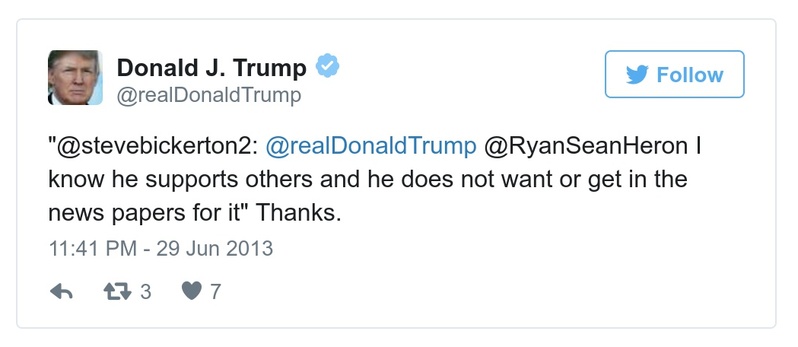 Donald J. Trump
@realDonaldTrump
Follow
"@stevebickerton2: @realDonaldTrump @RyanSeanHeron I
know he supports others and he does not want or get in the
news papers for it" Thanks.
11:41 PM - 29 Jun 2013
3
7